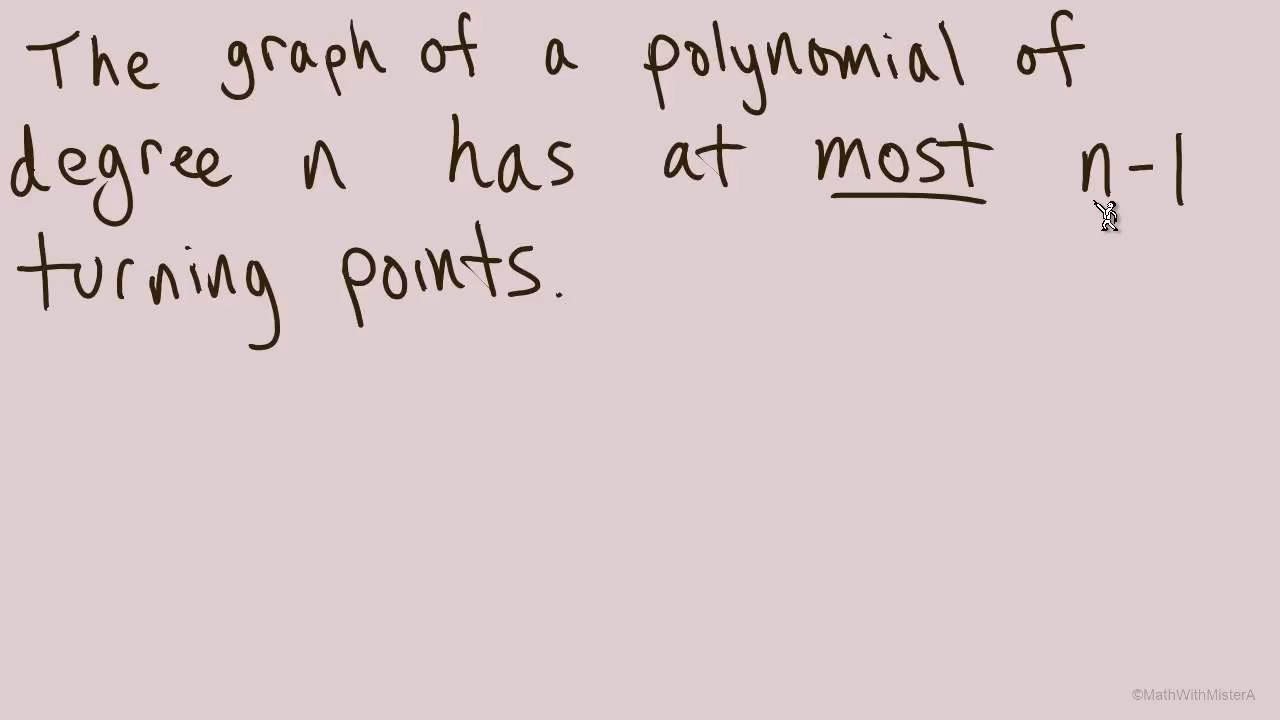 The graph of a polynomial of
degree n has at most n-1
turning points.
©MathWithMisterA